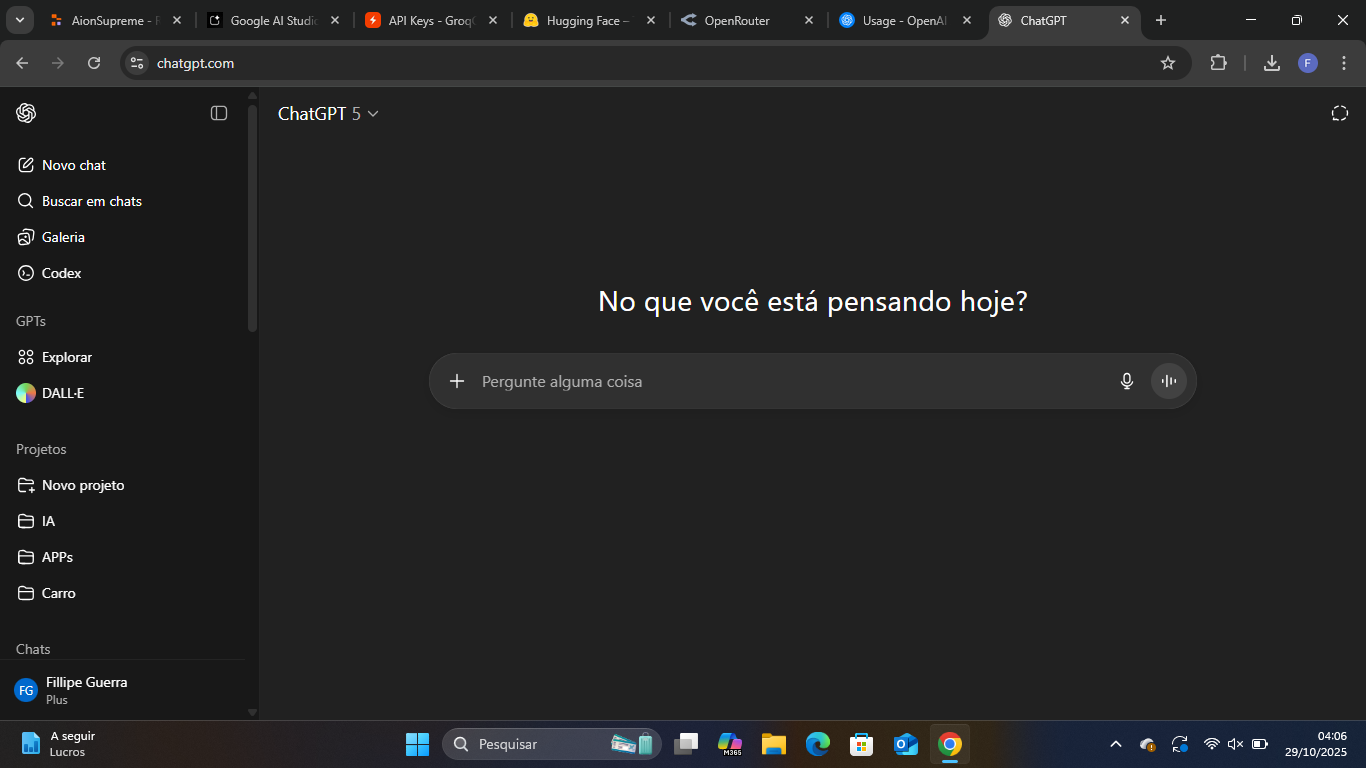 AionSupreme - R
Google AI Studio
API Keys - GroqC
Hugging Face –
OpenRouter
Usage - OpenAI
ChatGPT
chatgpt.com
F
ChatGPT 5
Novo chat
Buscar em chats
Galeria
Codex
GPTs
Explorar
DALL·E
Projetos
Novo projeto
IA
APPs
Carro
Chats
FG
Fillipe Guerra
Plus
No que você está pensando hoje?
Pergunte alguma coisa
A seguir
Lucros
Pesquisar
M365
04:06
29/10/2025